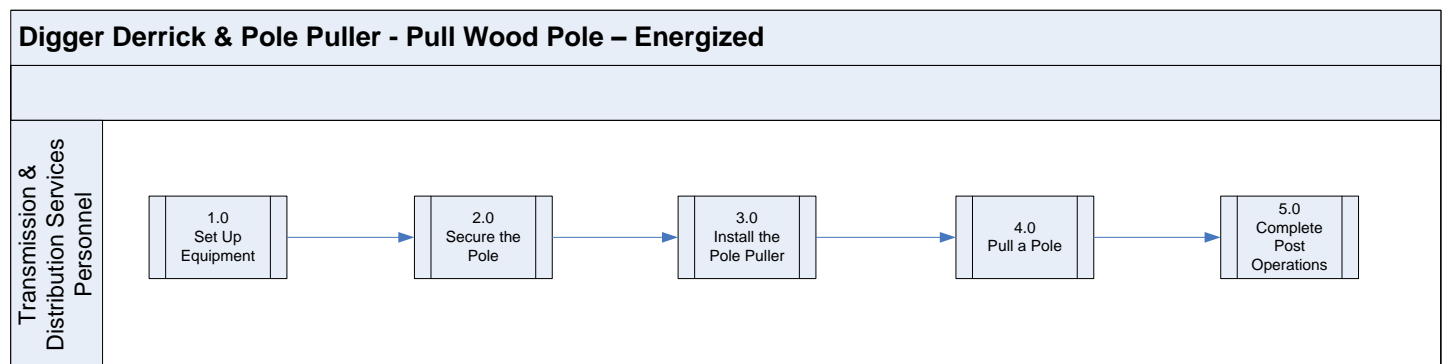 Digger Derrick & Pole Puller - Pull Wood Pole – Energized
Transmission &
Distribution Services
Personnel
1.0
Set Up
Equipment
2.0
Secure the
Pole
3.0
Install the
Pole Puller
4.0
Pull a Pole
5.0
Complete
Post
Operations